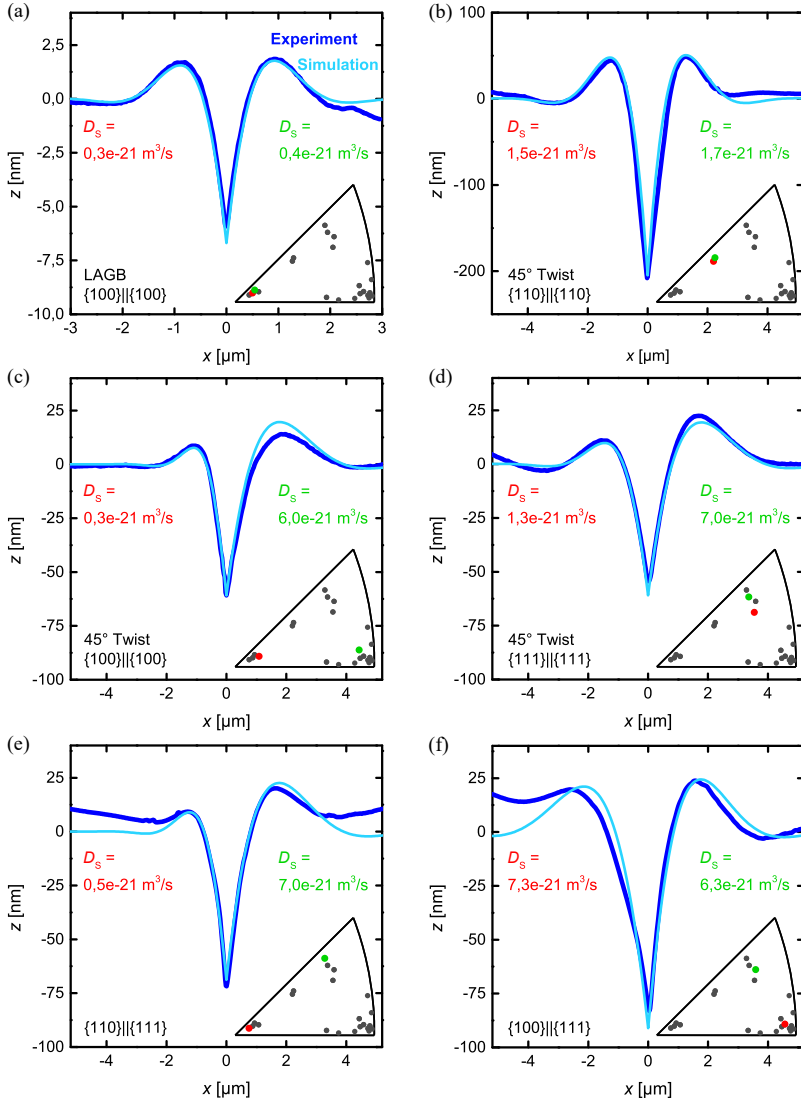 (a)
2,5
0,0
-2,5
-5,0
-7,5
-10,0
z [nm]
Experiment
Simulation
D_S =
0,3e-21 m³/s
D_S =
0,4e-21 m³/s
LAGB
{100}||{100}
-3 -2 -1 0 1 2 3
x [µm]
(b)
100
0
-100
-200
z [nm]
D_S =
1,5e-21 m³/s
D_S =
1,7e-21 m³/s
45° Twist
{110}||{110}
-4 -2 0 2 4
x [µm]
(c)
25
0
-25
-50
-75
-100
z [nm]
D_S =
0,3e-21 m³/s
D_S =
6,0e-21 m³/s
45° Twist
{100}||{100}
-4 -2 0 2 4
x [µm]
(d)
25
0
-25
-50
-75
-100
z [nm]
D_S =
1,3e-21 m³/s
D_S =
7,0e-21 m³/s
45° Twist
{111}||{111}
-4 -2 0 2 4
x [µm]
(e)
25
0
-25
-50
-75
-100
z [nm]
D_S =
0,5e-21 m³/s
D_S =
7,0e-21 m³/s
{110}||{111}
-4 -2 0 2 4
x [µm]
(f)
25
0
-25
-50
-75
-100
z [nm]
D_S =
7,3e-21 m³/s
D_S =
6,3e-21 m³/s
{100}||{111}
-4 -2 0 2 4
x [µm]